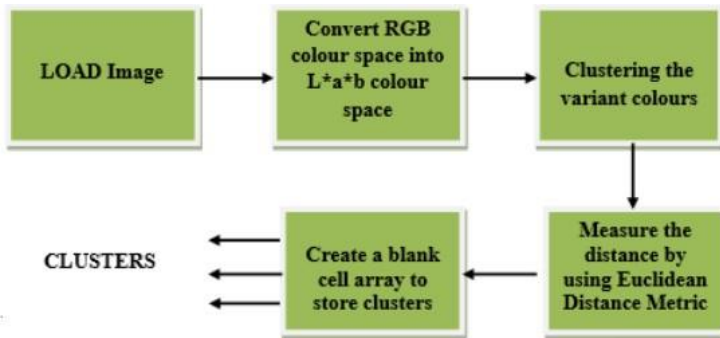 LOAD Image
Convert RGB
colour space into
L*a*b colour
space
Clustering the
variant colours
Measure the
distance by
using Euclidean
Distance Metric
Create a blank
cell array to
store clusters
CLUSTERS